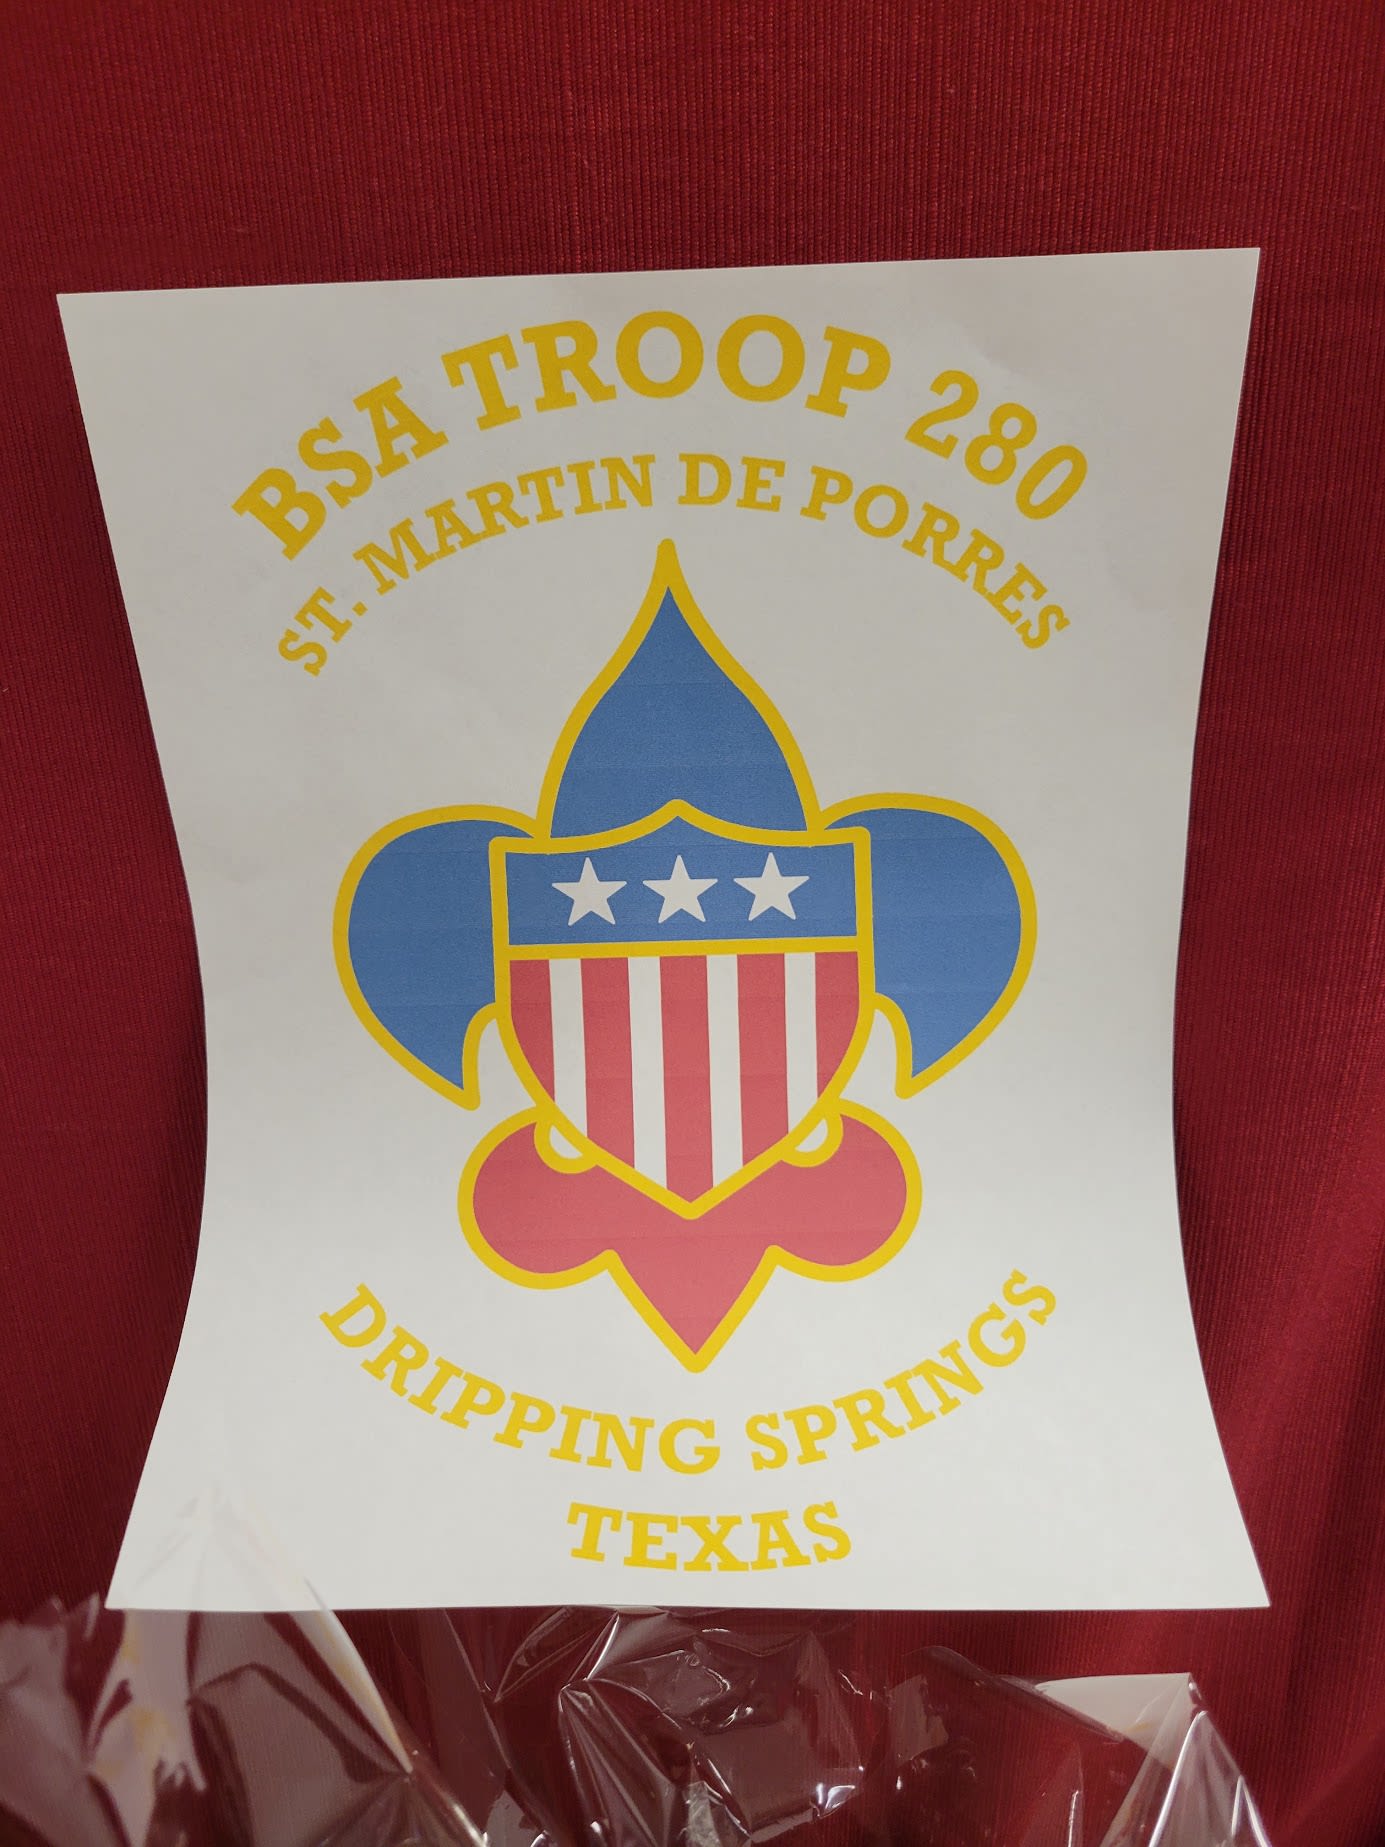 BSA TROOP 280
ST. MARTIN DE PORRES
DRIPPING SPRINGS
TEXAS